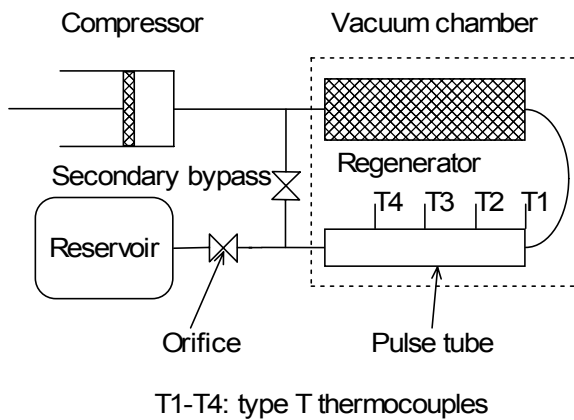 Compressor
Vacuum chamber
Regenerator
Secondary bypass
T4 T3 T2 T1
Reservoir
Orifice
Pulse tube
T1-T4: type T thermocouples